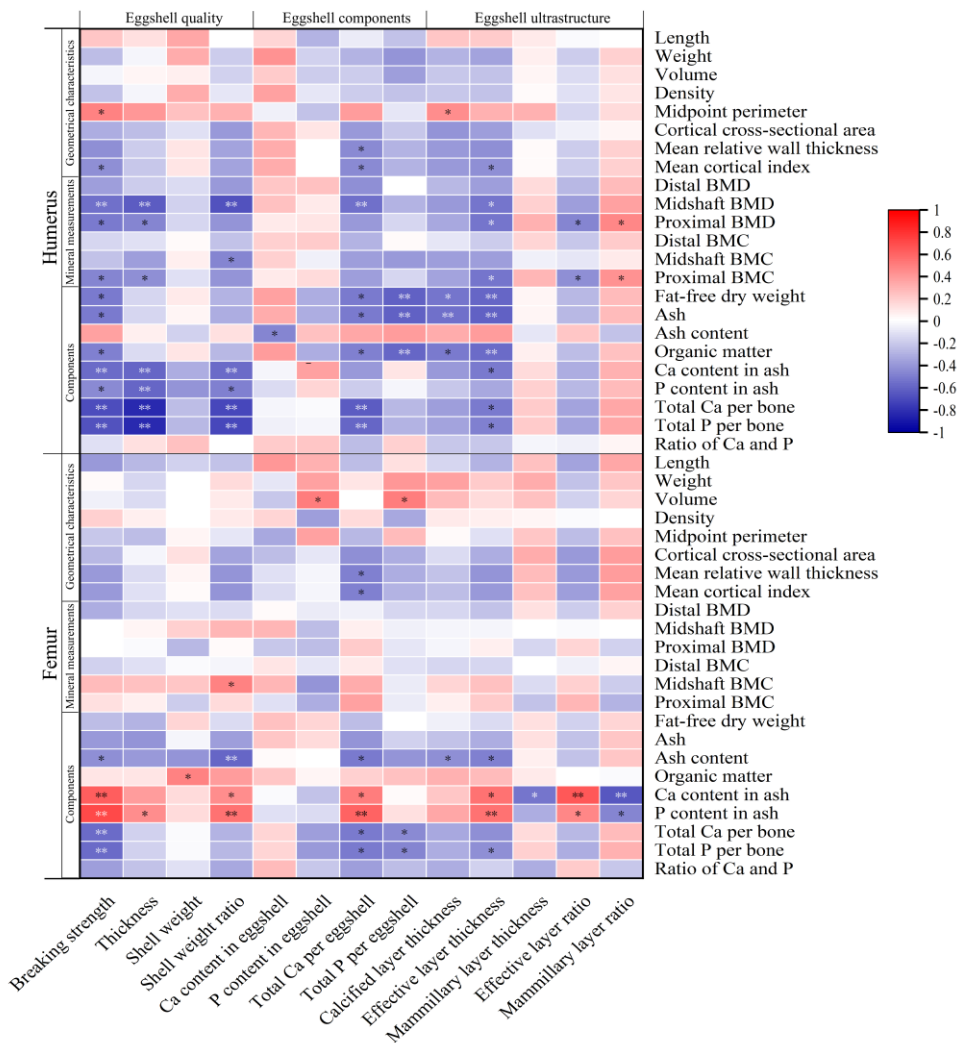 Eggshell quality
Eggshell components
Eggshell ultrastructure
Humerus
Geometrical characteristics
Length
Weight
Volume
Density
Midpoint perimeter
Cortical cross-sectional area
Mean relative wall thickness
Mean cortical index
Mineral measurements
Distal BMD
Midshaft BMD
Proximal BMD
Distal BMC
Midshaft BMC
Proximal BMC
Components
Fat-free dry weight
Ash
Ash content
Organic matter
Ca content in ash
P content in ash
Total Ca per bone
Total P per bone
Ratio of Ca and P
Femur
Geometrical characteristics
Length
Weight
Volume
Density
Midpoint perimeter
Cortical cross-sectional area
Mean relative wall thickness
Mean cortical index
Mineral measurements
Distal BMD
Midshaft BMD
Proximal BMD
Distal BMC
Midshaft BMC
Proximal BMC
Components
Fat-free dry weight
Ash
Ash content
Organic matter
Ca content in ash
P content in ash
Total Ca per bone
Total P per bone
Ratio of Ca and P
1
0.8
0.6
0.4
0.2
0
-0.2
-0.4
-0.6
-0.8
-1
Breaking strength
Thickness
Shell weight
Shell weight ratio
Ca content in eggshell
P content in eggshell
Total Ca per eggshell
Total P per eggshell
Calcified layer thickness
Effective layer thickness
Mammillary layer thickness
Effective layer ratio
Mammillary layer ratio